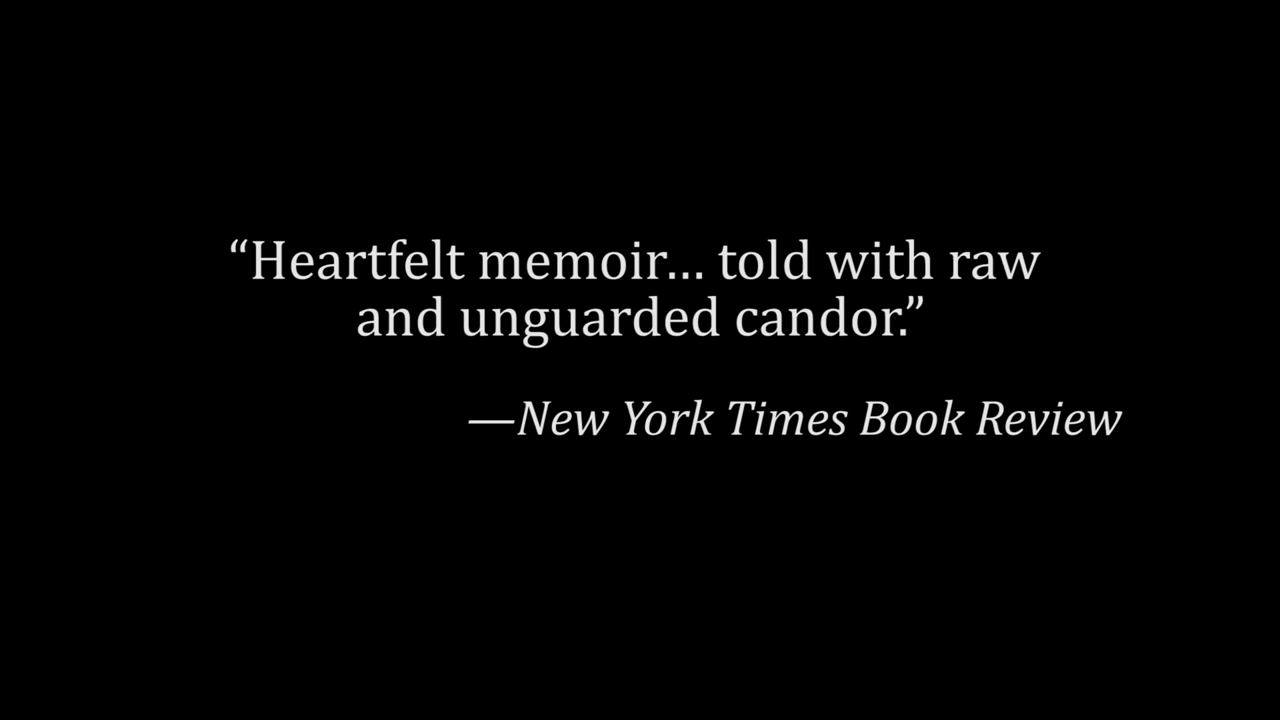 “Heartfelt memoir... told with raw
and unguarded candor.”
—New York Times Book Review